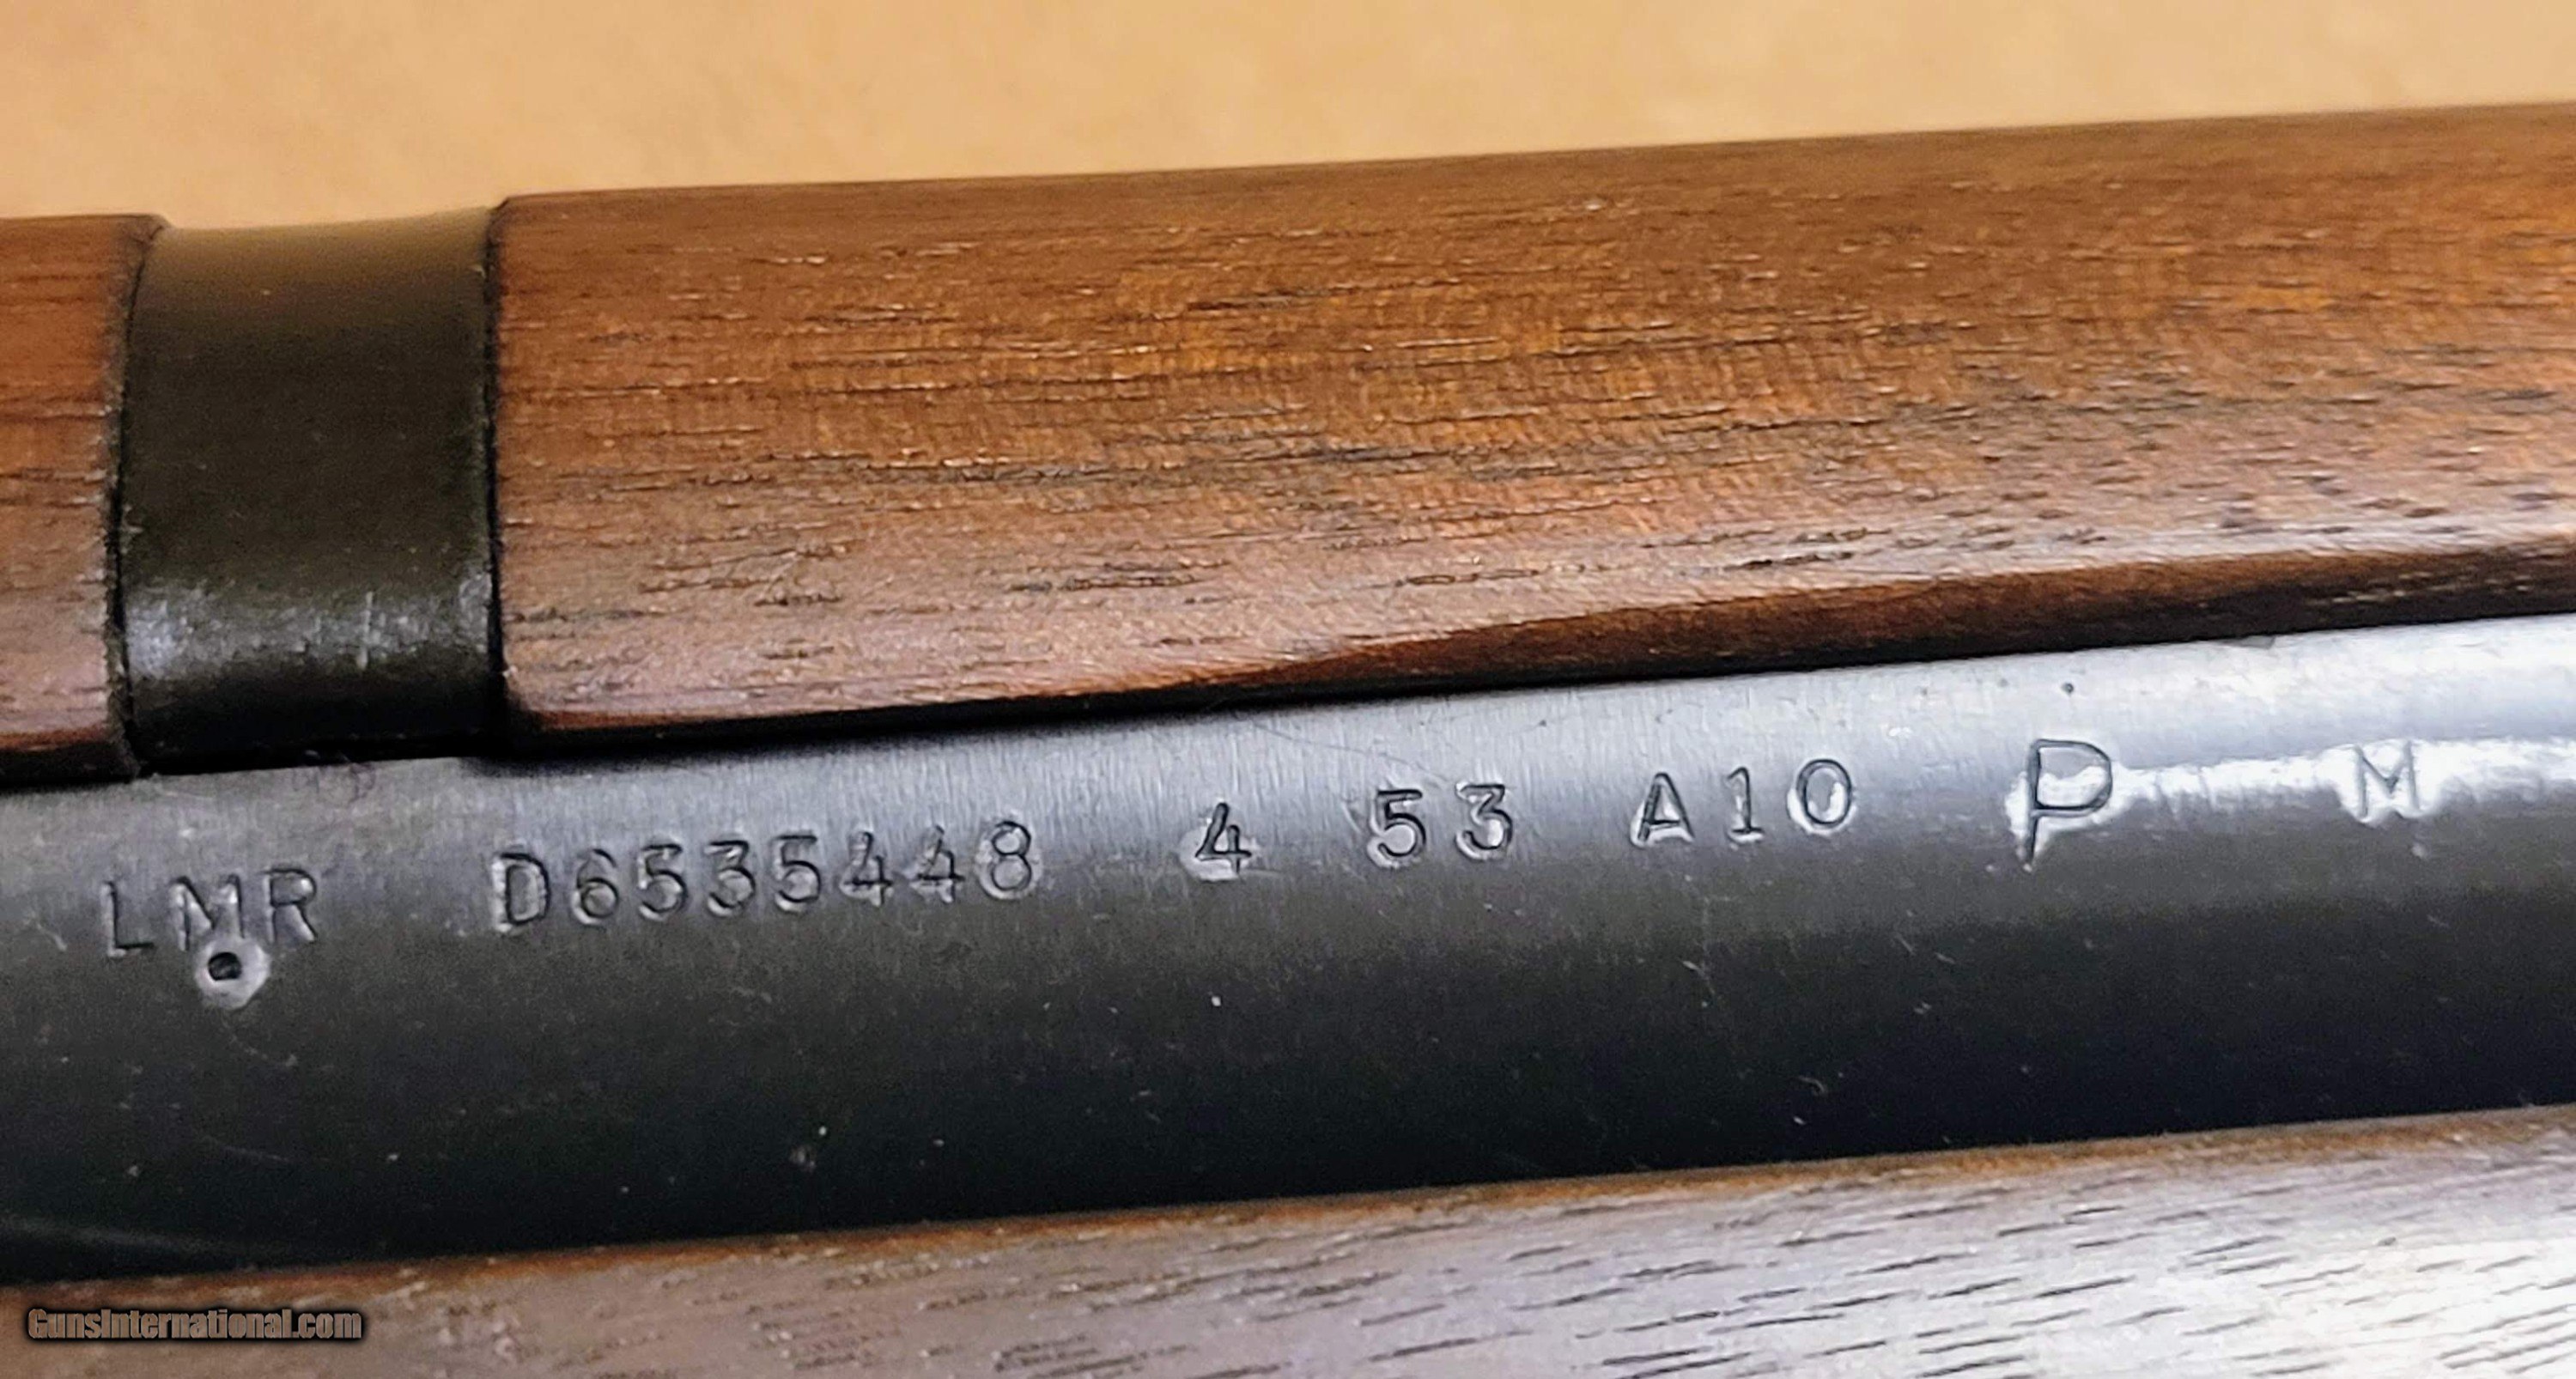 LMR D6535448 4 53 A10 P M
GunsInternational.com